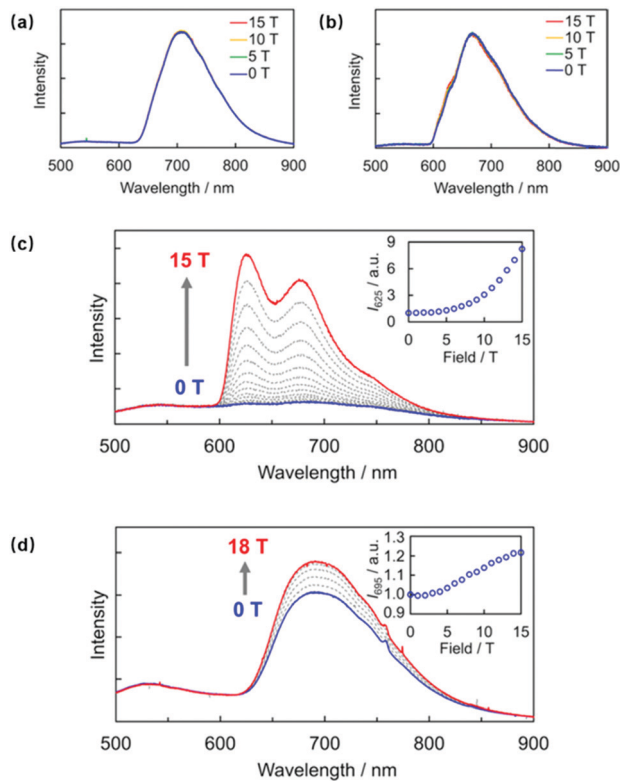 (a)
15 T
10 T
5 T
0 T
Intensity
500 600 700 800 900
Wavelength / nm
(b)
15 T
10 T
5 T
0 T
Intensity
500 600 700 800 900
Wavelength / nm
(c)
15 T
0 T
Intensity
500 600 700 800 900
Wavelength / nm
I625 / a.u.
9
6
3
0
0 5 10 15
Field / T
(d)
18 T
0 T
Intensity
500 600 700 800 900
Wavelength / nm
I695 / a.u.
1.3
1.2
1.1
1.0
0.9
0 5 10 15
Field / T